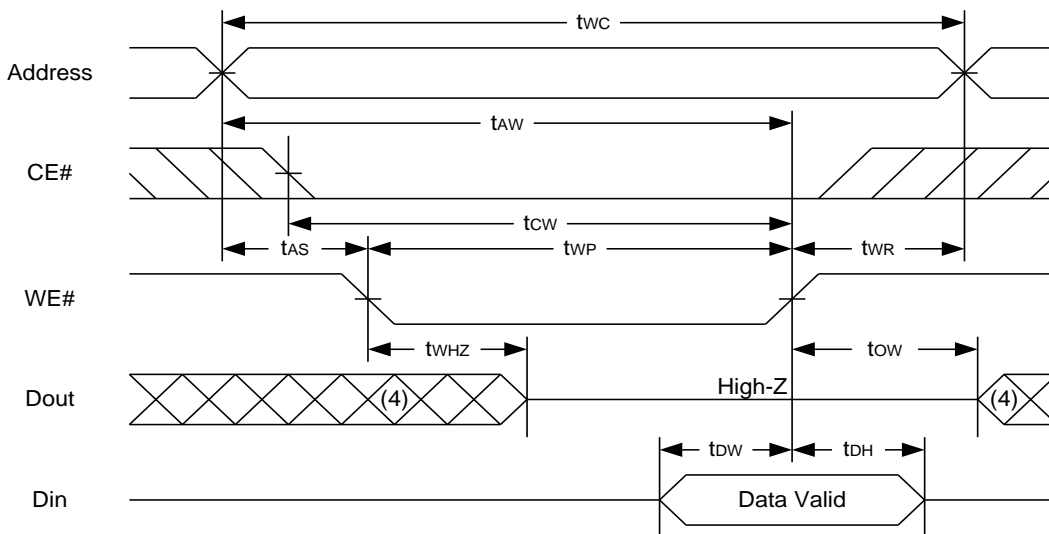 tWC
Address
tAW
CE#
tCW
tAS tWP tWR
WE#
tWHZ tOW
High-Z
Dout (4) (4)
tDW tDH
Din Data Valid